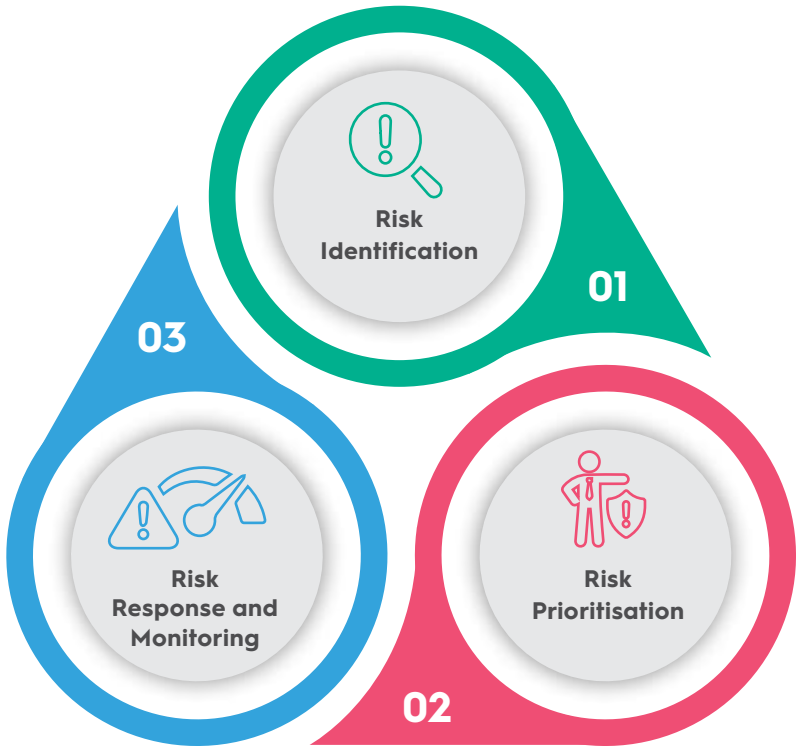 Risk
Identification
01
Risk
Prioritisation
02
Risk
Response and
Monitoring
03